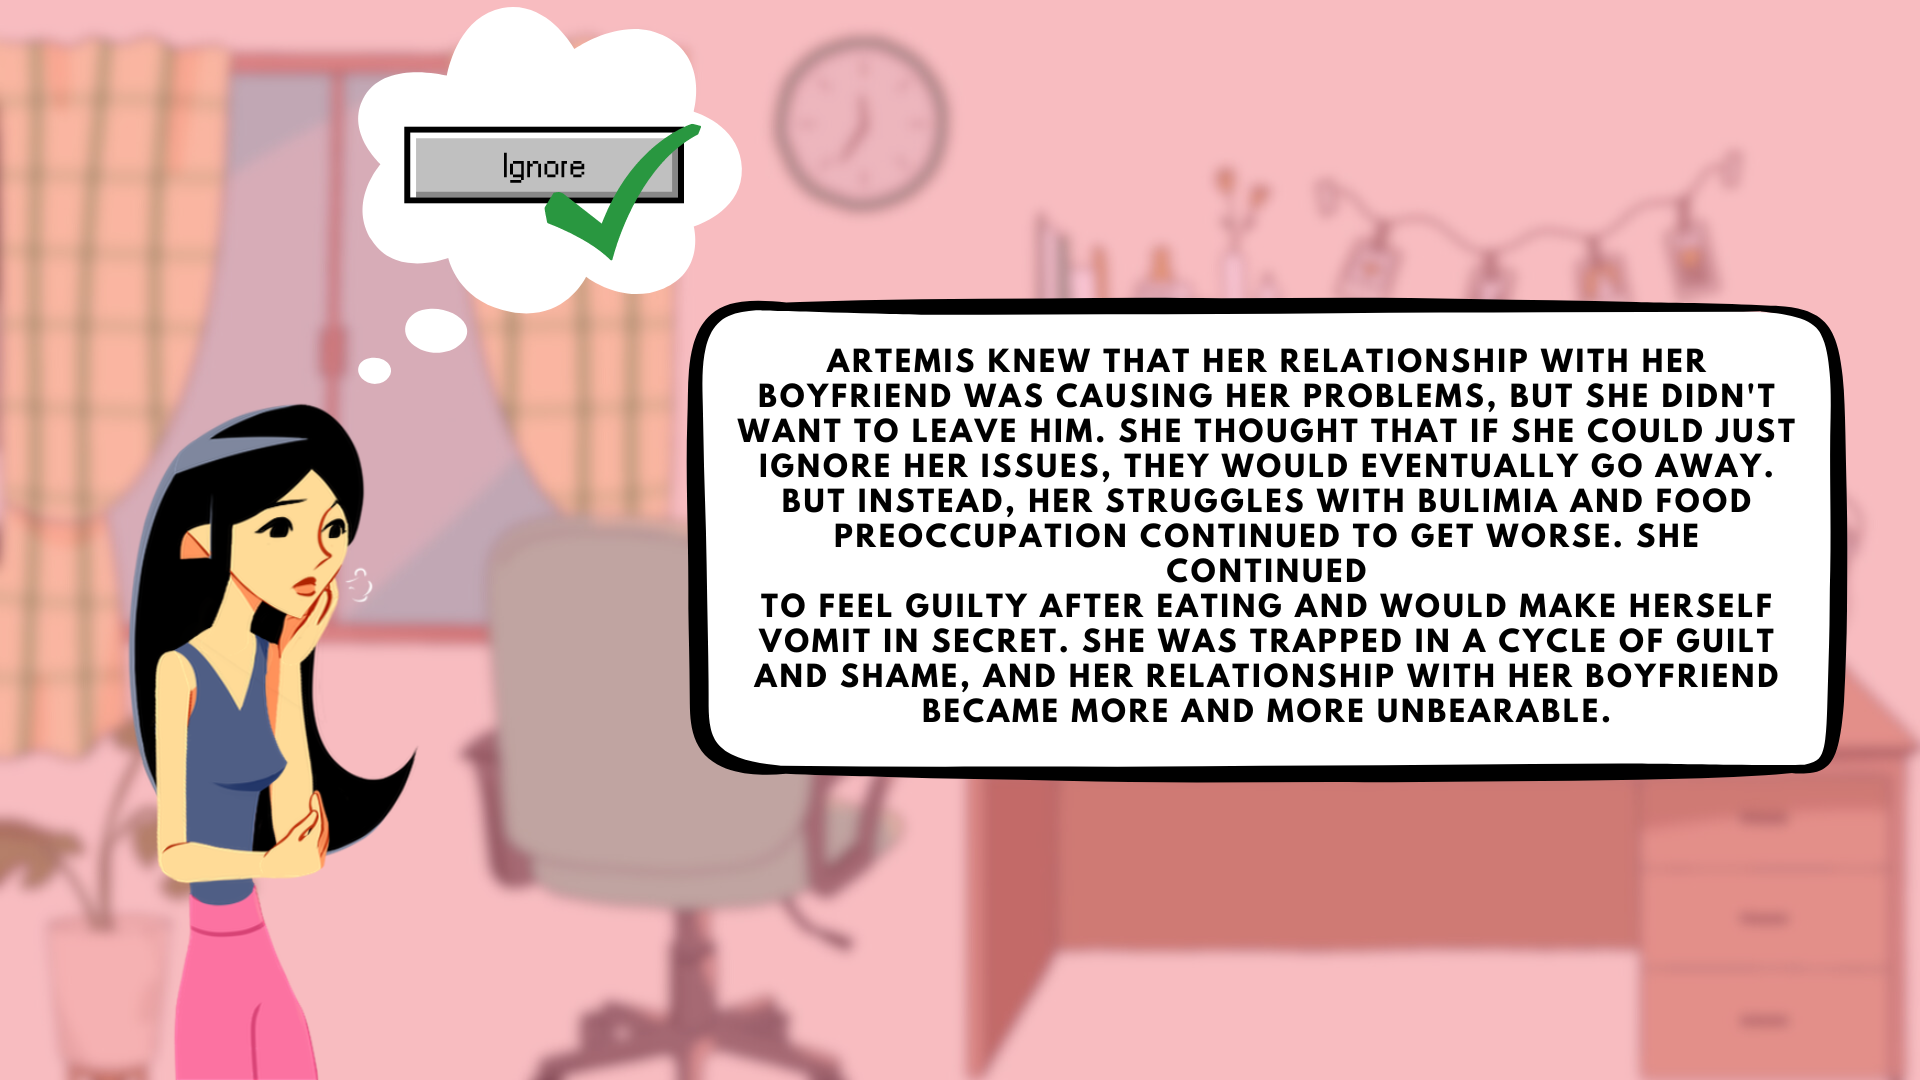 Ignore
ARTEMIS KNEW THAT HER RELATIONSHIP WITH HER
BOYFRIEND WAS CAUSING HER PROBLEMS, BUT SHE DIDN'T
WANT TO LEAVE HIM. SHE THOUGHT THAT IF SHE COULD JUST
IGNORE HER ISSUES, THEY WOULD EVENTUALLY GO AWAY.
BUT INSTEAD, HER STRUGGLES WITH BULIMIA AND FOOD
PREOCCUPATION CONTINUED TO GET WORSE. SHE
CONTINUED
TO FEEL GUILTY AFTER EATING AND WOULD MAKE HERSELF
VOMIT IN SECRET. SHE WAS TRAPPED IN A CYCLE OF GUILT
AND SHAME, AND HER RELATIONSHIP WITH HER BOYFRIEND
BECAME MORE AND MORE UNBEARABLE.